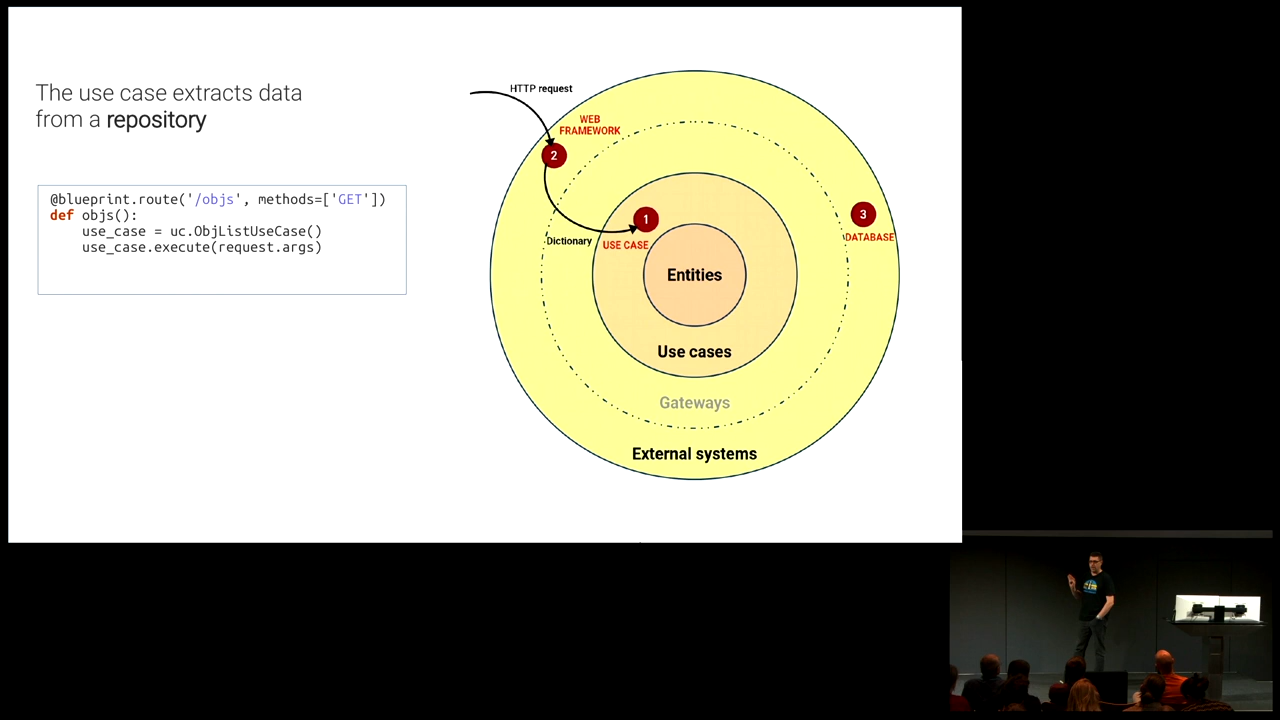 The use case extracts data
from a repository
@blueprint.route('/objs', methods=['GET'])
def objs():
    use_case = uc.ObjListUseCase()
    use_case.execute(request.args)
HTTP request
WEB
FRAMEWORK
2
1
3
Dictionary
USE CASE
DATABASE
Entities
Use cases
Gateways
External systems